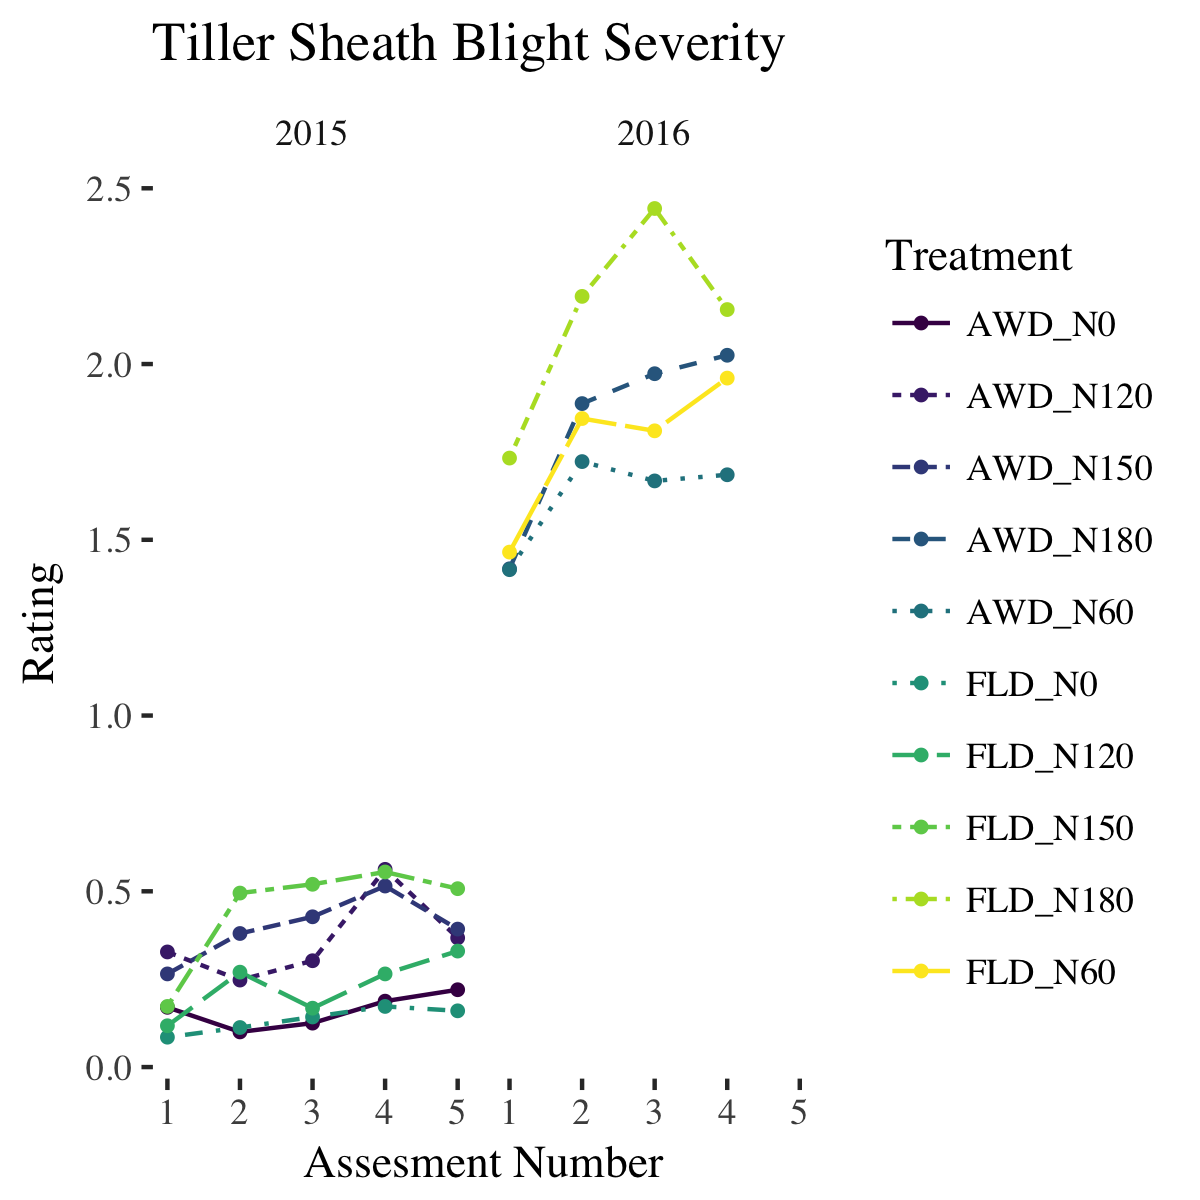 Tiller Sheath Blight Severity
2015 2016
2.5
2.0
1.5
1.0
0.5
0.0
Rating
1 2 3 4 5 1 2 3 4 5
Assesment Number
Treatment
AWD_N0
AWD_N120
AWD_N150
AWD_N180
AWD_N60
FLD_N0
FLD_N120
FLD_N150
FLD_N180
FLD_N60